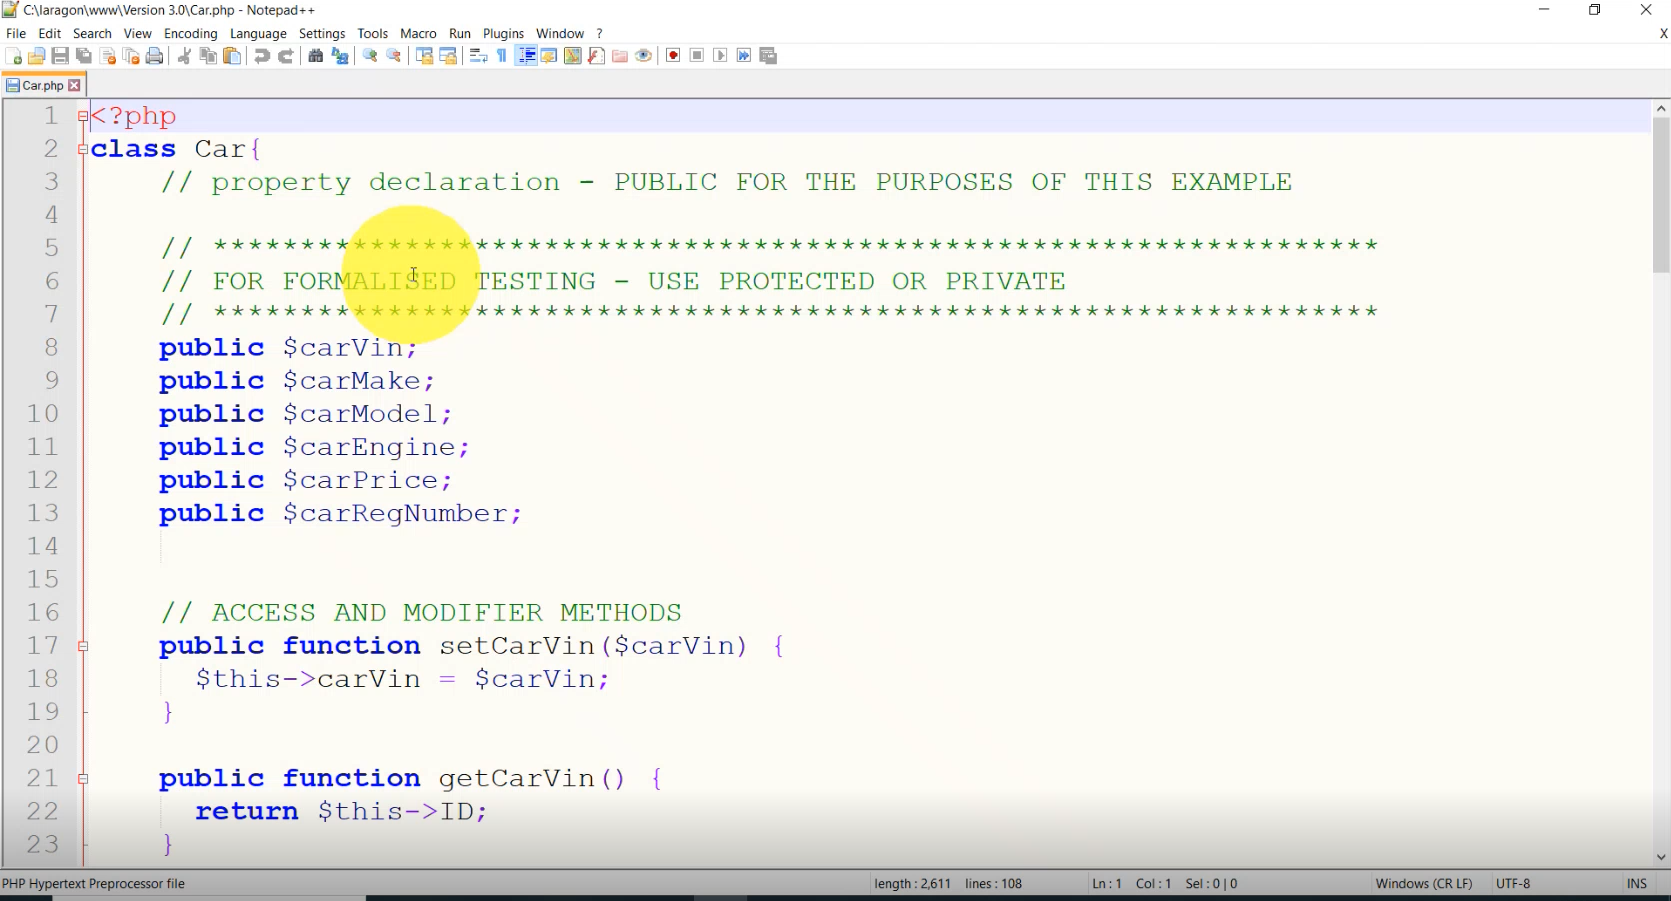 C:\laragon\www\Version 3.0\Car.php - Notepad++
File Edit Search View Encoding Language Settings Tools Macro Run Plugins Window ? X
Car.php
1 <?php
2 class Car{
3 // property declaration - PUBLIC FOR THE PURPOSES OF THIS EXAMPLE
4
5 // *******************************************************************
6 // FOR FORMALISED TESTING - USE PROTECTED OR PRIVATE
7 // *******************************************************************
8 public $carVin;
9 public $carMake;
10 public $carModel;
11 public $carEngine;
12 public $carPrice;
13 public $carRegNumber;
14
15
16 // ACCESS AND MODIFIER METHODS
17 public function setCarVin($carVin) {
18 $this->carVin = $carVin;
19 }
20
21 public function getCarVin() {
22 return $this->ID;
23 }
PHP Hypertext Preprocessor file length : 2,611 lines : 108 Ln : 1 Col : 1 Sel : 0 | 0 Windows (CR LF) UTF-8 INS